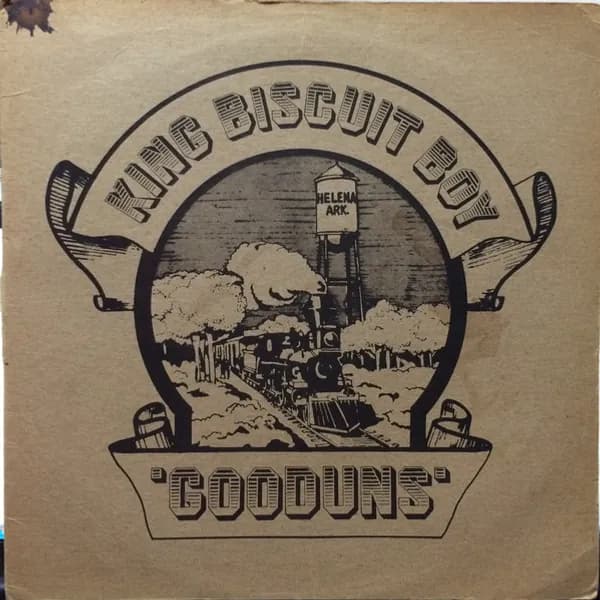 KING BISCUIT BOY
HELENA
ARK.
"GOODUNS"